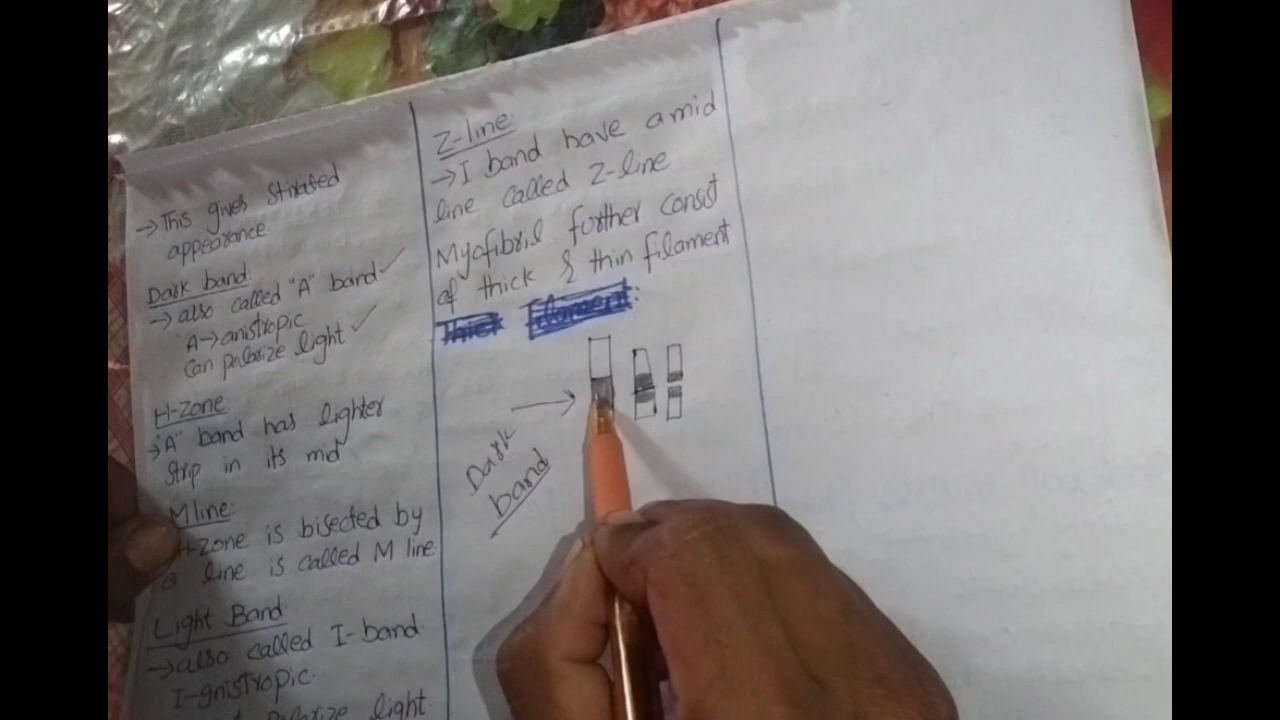 →This gives Striated
appearance.
Dark band
→ also called "A" band ✓
A→anistropic
Can polarize light ✓
H-Zone:
→"A" band has lighter
Strip in its mid
M line:
H-Zone is bisected by
a line is called M line
Light Band:
→also called I-band
I-gnistropic.
Polarize light
Z-line:
→I band have a mid
line called Z-line
Myofibril further consist
of thick & thin filament
Thick Filament:
Dark
band